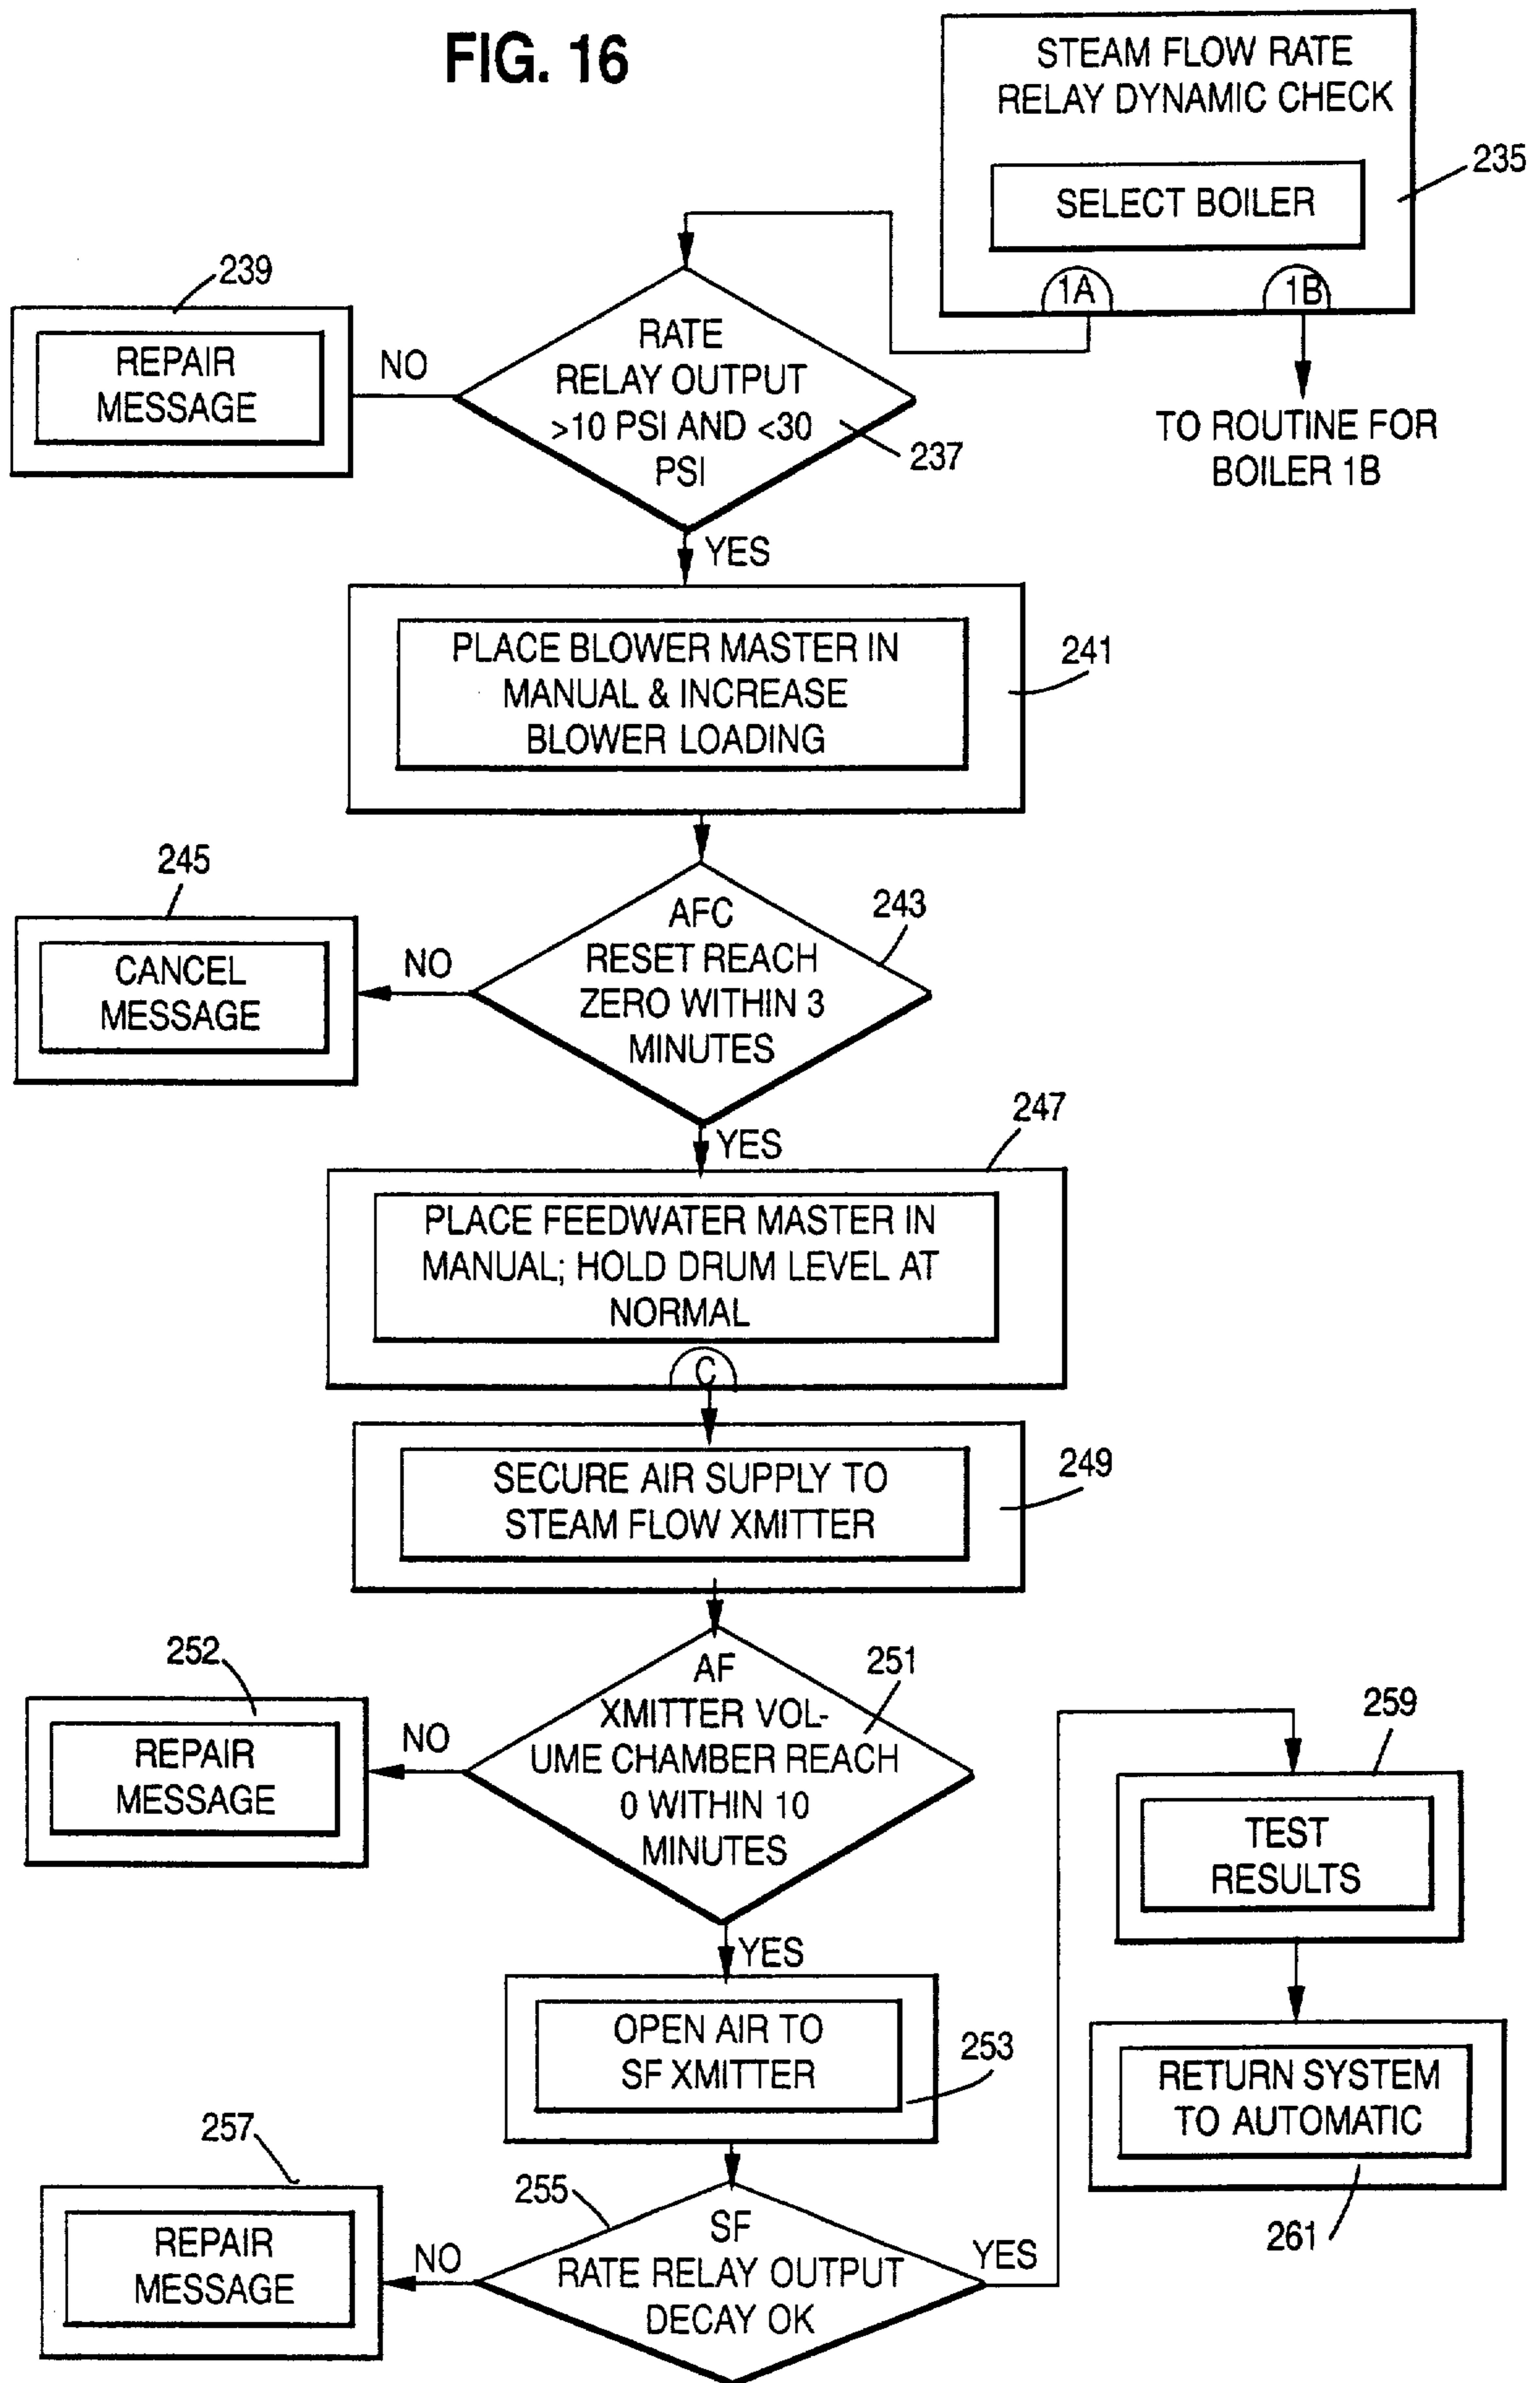 FIG. 16
STEAM FLOW RATE
RELAY DYNAMIC CHECK
SELECT BOILER
235
1A
1B
TO ROUTINE FOR
BOILER 1B
239
REPAIR
MESSAGE
NO
RATE
RELAY OUTPUT
>10 PSI AND <30
PSI
237
YES
PLACE BLOWER MASTER IN
MANUAL & INCREASE
BLOWER LOADING
241
245
CANCEL
MESSAGE
NO
AFC
RESET REACH
ZERO WITHIN 3
MINUTES
243
YES
247
PLACE FEEDWATER MASTER IN
MANUAL; HOLD DRUM LEVEL AT
NORMAL
C
SECURE AIR SUPPLY TO
STEAM FLOW XMITTER
249
252
REPAIR
MESSAGE
NO
AF
XMITTER VOL-
UME CHAMBER REACH
0 WITHIN 10
MINUTES
251
YES
OPEN AIR TO
SF XMITTER
253
257
REPAIR
MESSAGE
NO
255
SF
RATE RELAY OUTPUT
DECAY OK
YES
259
TEST
RESULTS
RETURN SYSTEM
TO AUTOMATIC
261